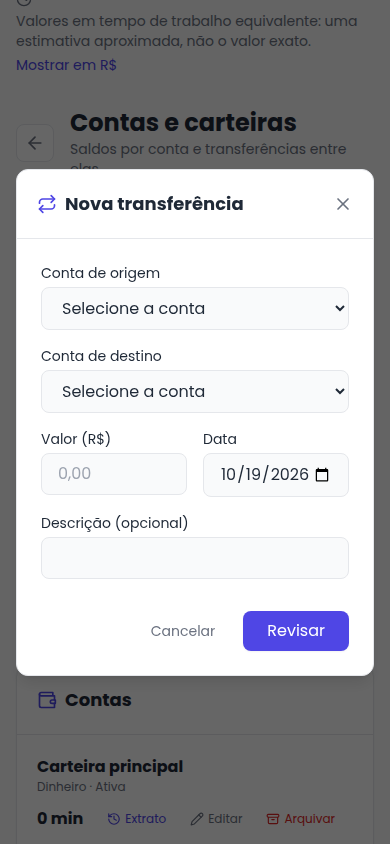 Valores em tempo de trabalho equivalente: uma
estimativa aproximada, não o valor exato.
Mostrar em R$
Contas e carteiras
Saldos por conta e transferências entre
elas.
Nova transferência
Conta de origem
Selecione a conta
Conta de destino
Selecione a conta
Valor (R$)
Data
0,00
10/19/2026
Descrição (opcional)
Cancelar
Revisar
Contas
Carteira principal
Dinheiro · Ativa
0 min
Extrato
Editar
Arquivar